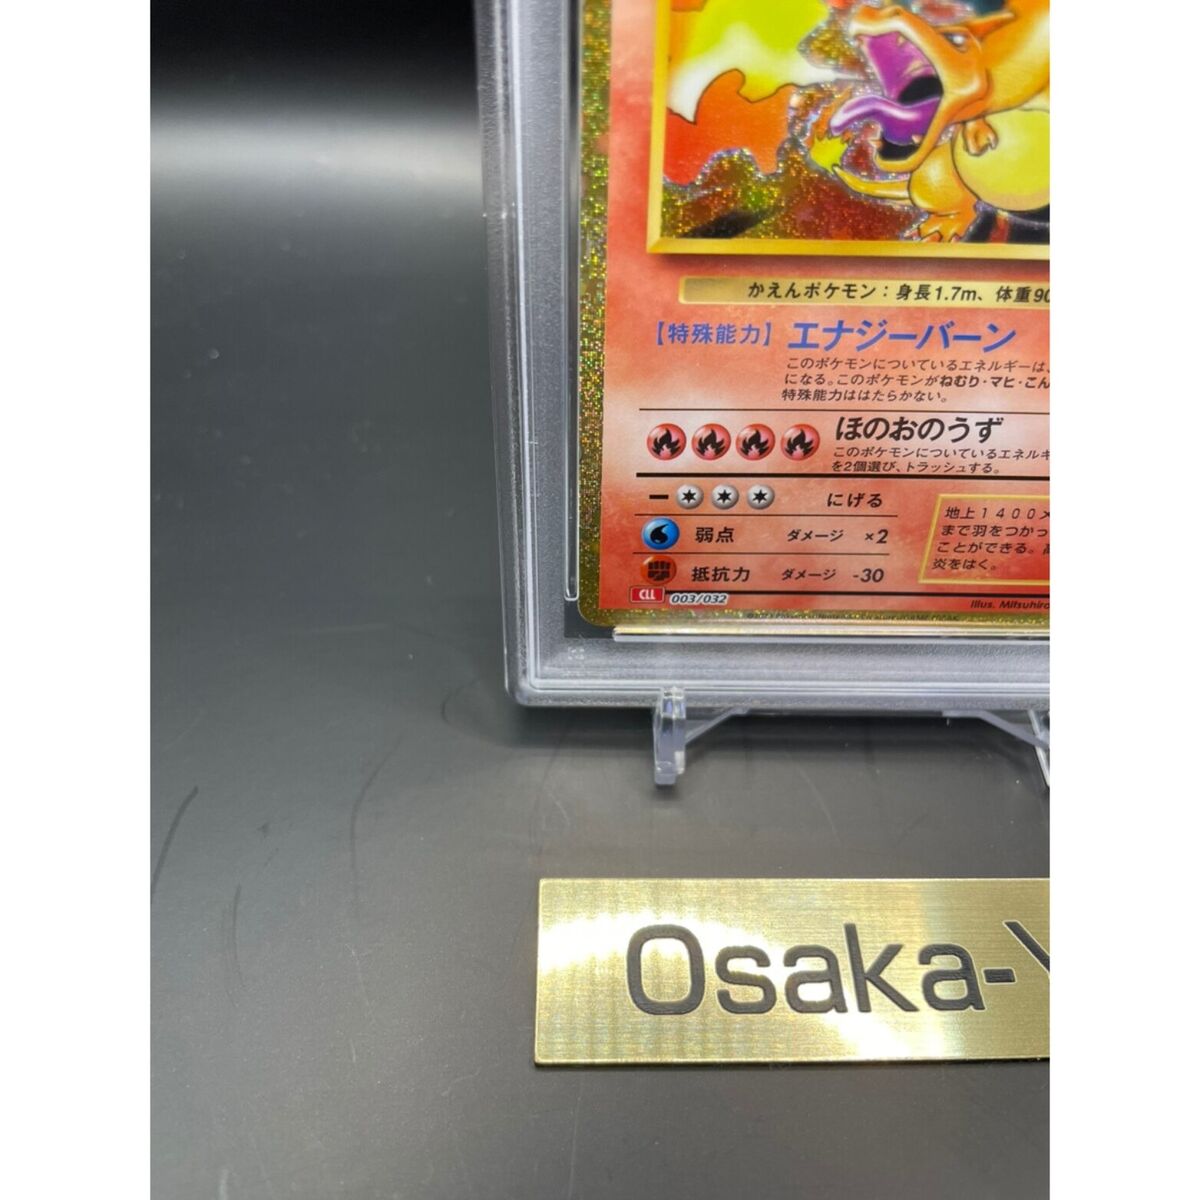 かえんポケモン：身長1.7m、体重90
【特殊能力】 エナジーバーン
このポケモンについているエネルギーは、
になる。このポケモンがねむり・マヒ・こん
特殊能力ははたらかない。
ほのおのうず
このポケモンについているエネルギ
を2個選び、トラッシュする。
にげる
弱点 ダメージ ×2
抵抗力 ダメージ -30
地上1400メ
まで羽をつかっ
ことができる。高
炎をはく。
CLL 003/032
Illus. Mitsuhiro
Osaka-Y